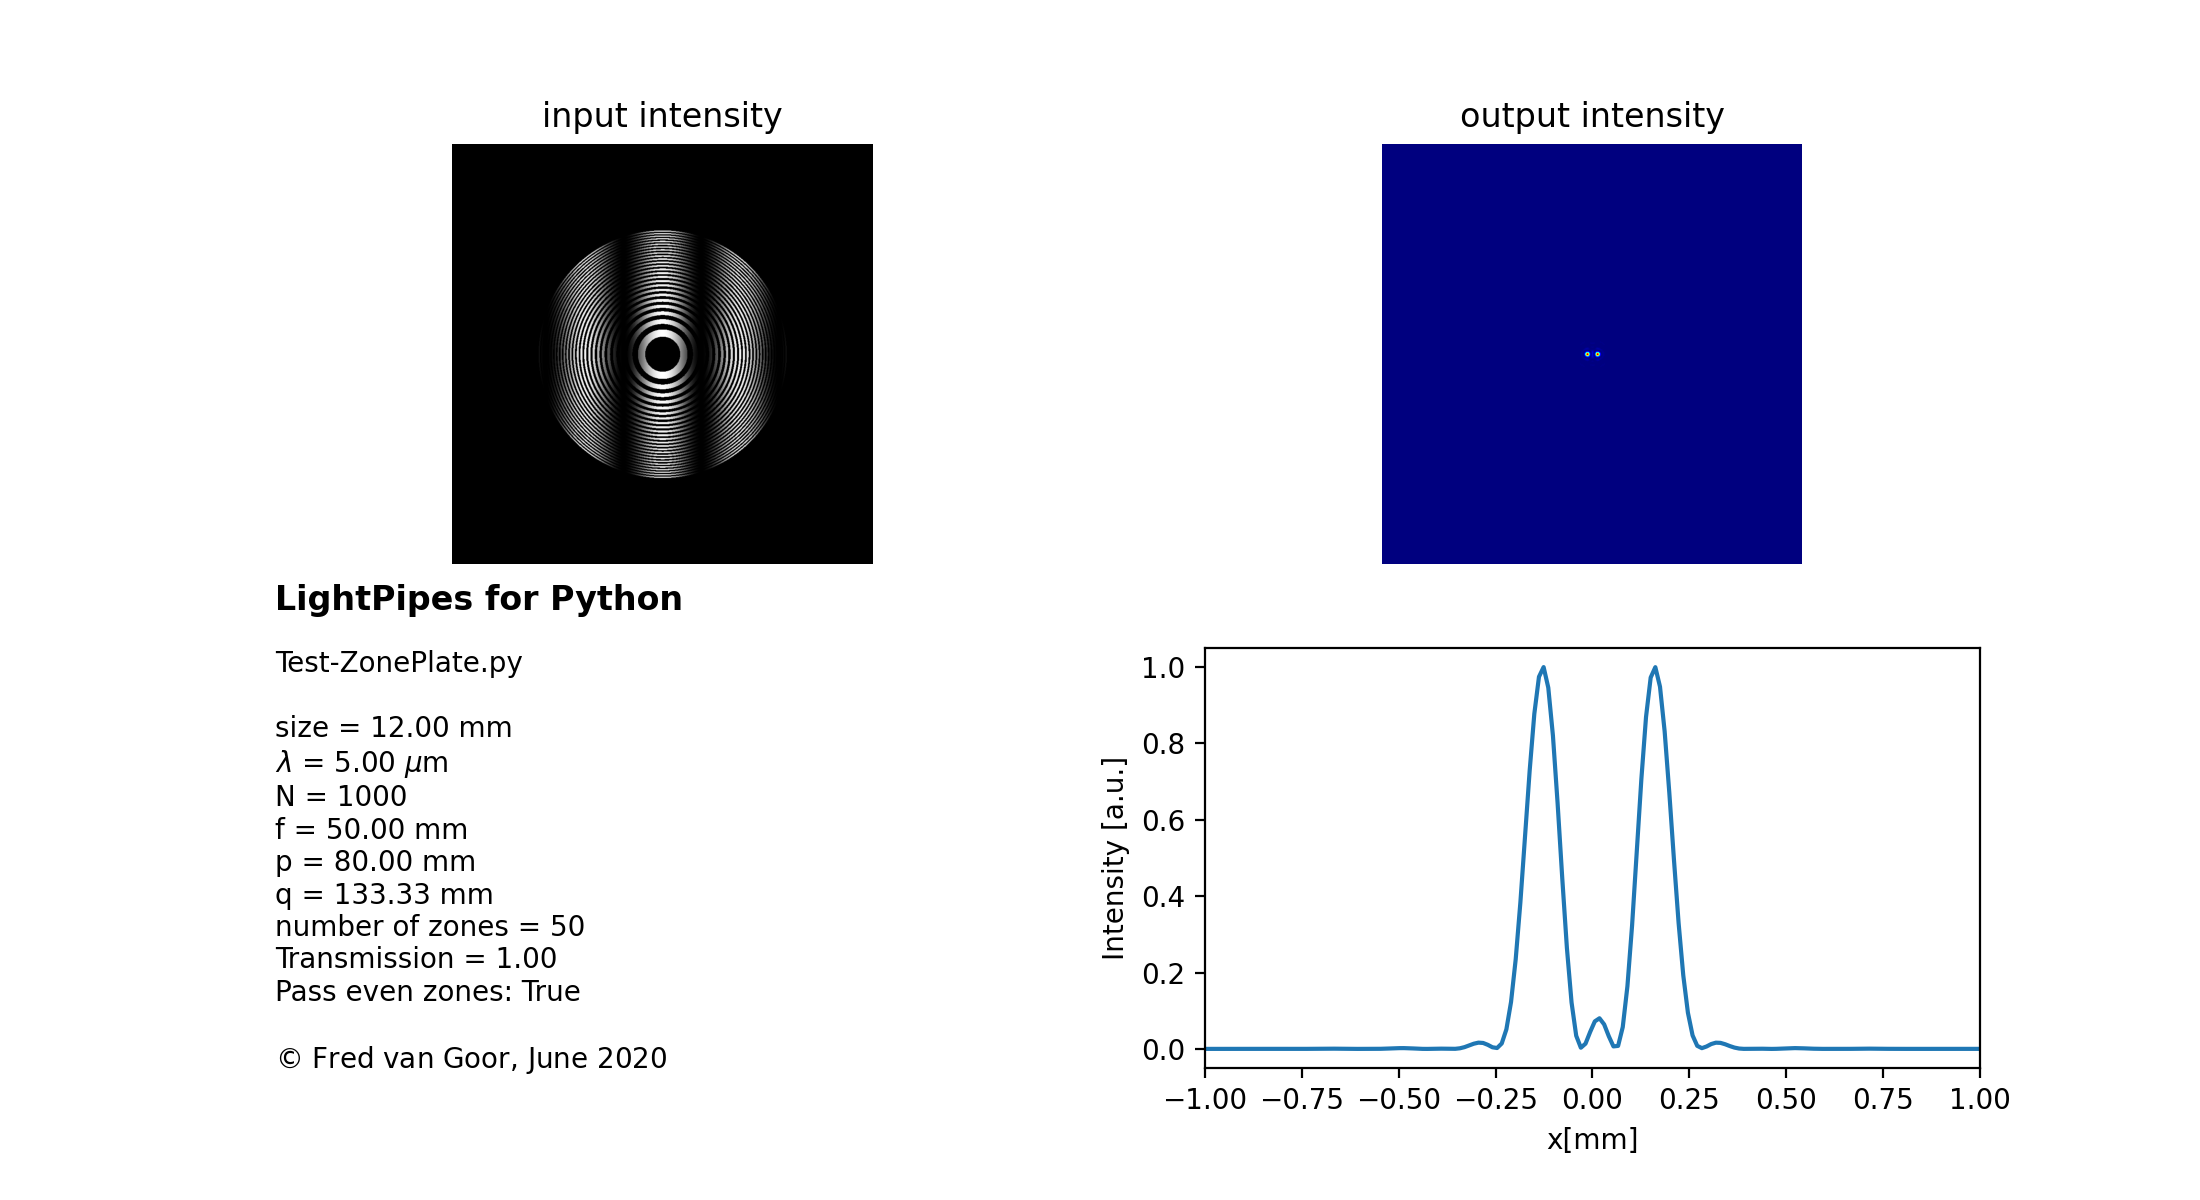 input intensity
output intensity
LightPipes for Python
Test-ZonePlate.py
size = 12.00 mm
λ = 5.00 μm
N = 1000
f = 50.00 mm
p = 80.00 mm
q = 133.33 mm
number of zones = 50
Transmission = 1.00
Pass even zones: True
© Fred van Goor, June 2020
Intensity [a.u.]
1.0
0.8
0.6
0.4
0.2
0.0
−1.00 −0.75 −0.50 −0.25 0.00 0.25 0.50 0.75 1.00
x[mm]